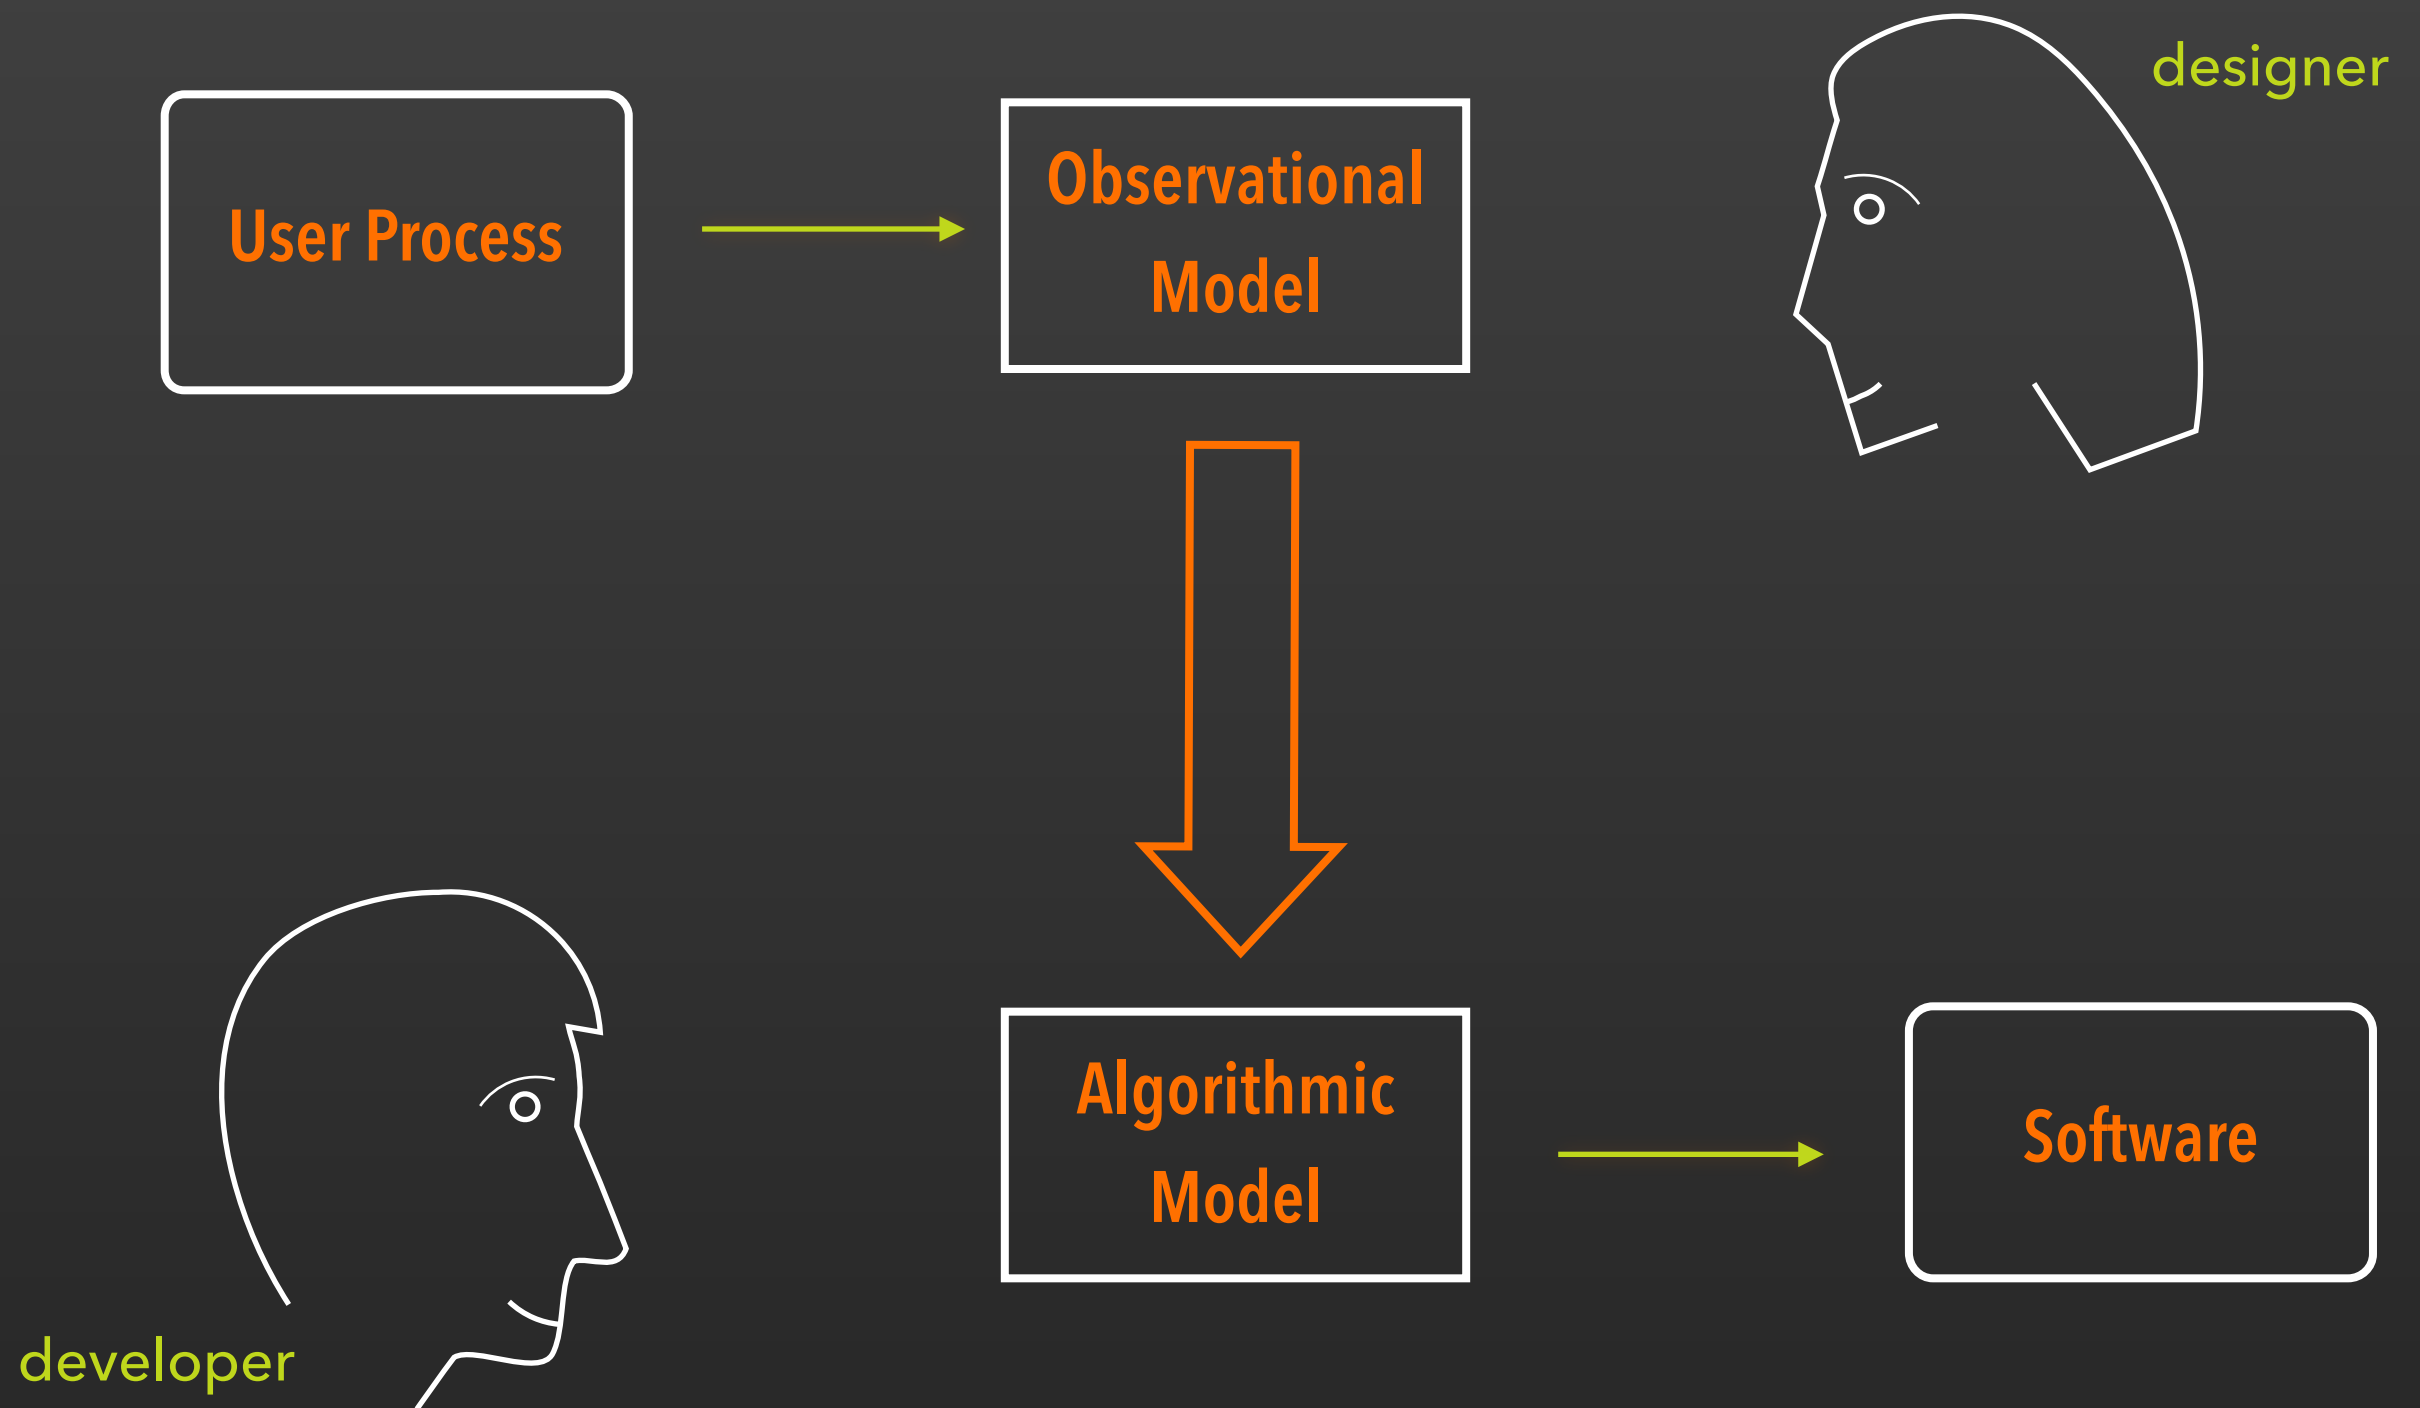 designer
User Process
Observational
Model
Algorithmic
Model
Software
developer